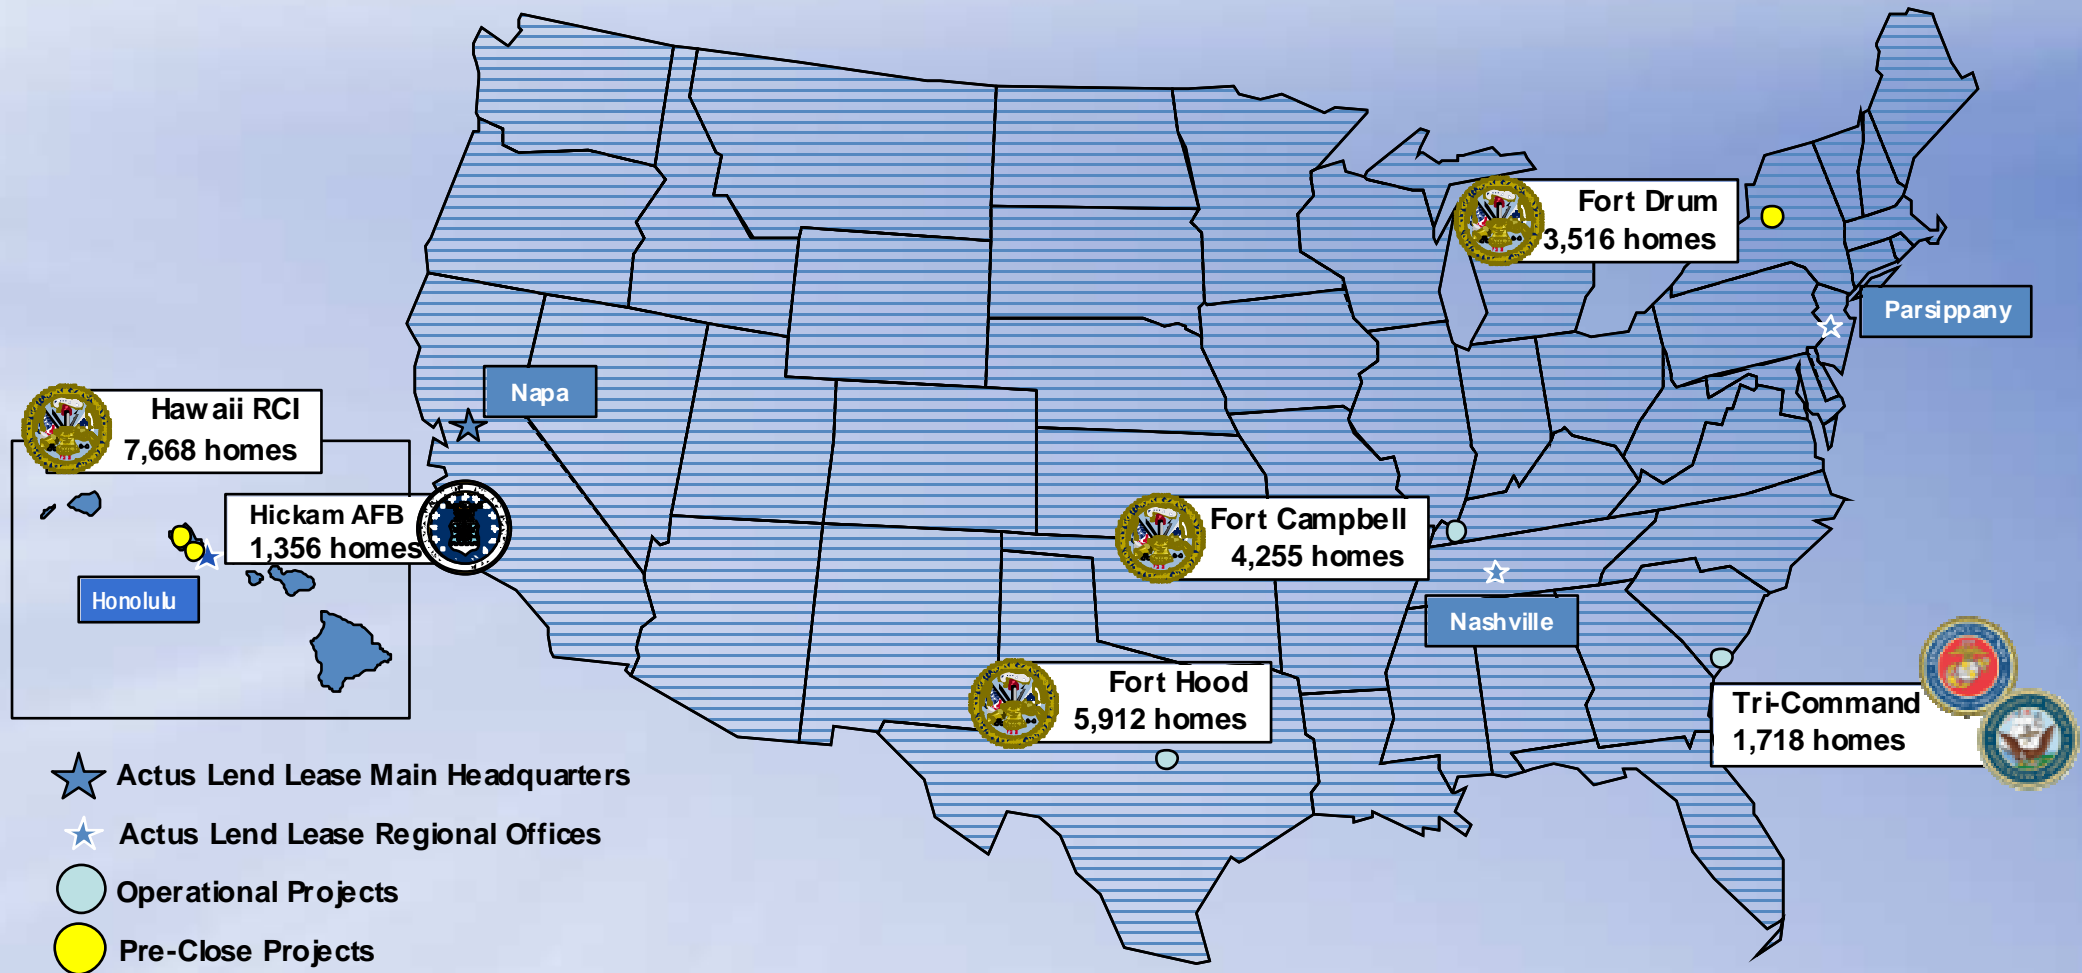 Fort Drum
3,516 homes
Parsippany
Napa
Hawaii RCI
7,668 homes
Hickam AFB
1,356 homes
Honolulu
Fort Campbell
4,255 homes
Nashville
Fort Hood
5,912 homes
Tri-Command
1,718 homes
Actus Lend Lease Main Headquarters
Actus Lend Lease Regional Offices
Operational Projects
Pre-Close Projects